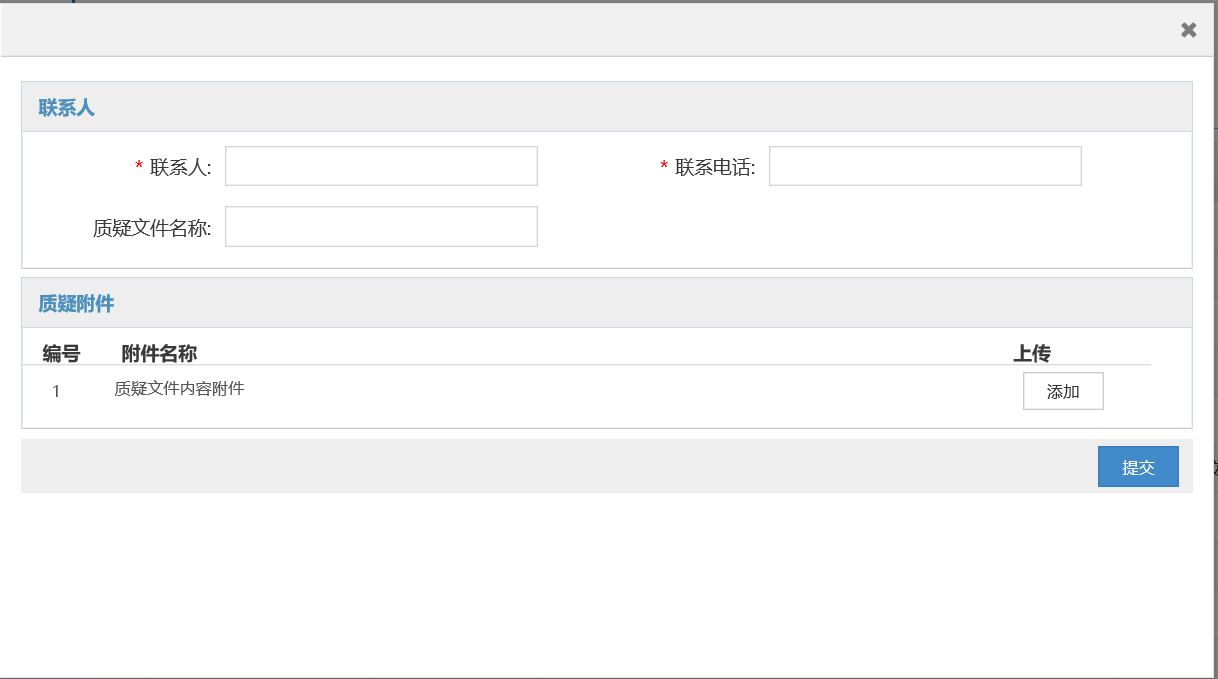 联系人
* 联系人:
* 联系电话:
质疑文件名称:
质疑附件
编号 附件名称 上传
1 质疑文件内容附件 添加
提交